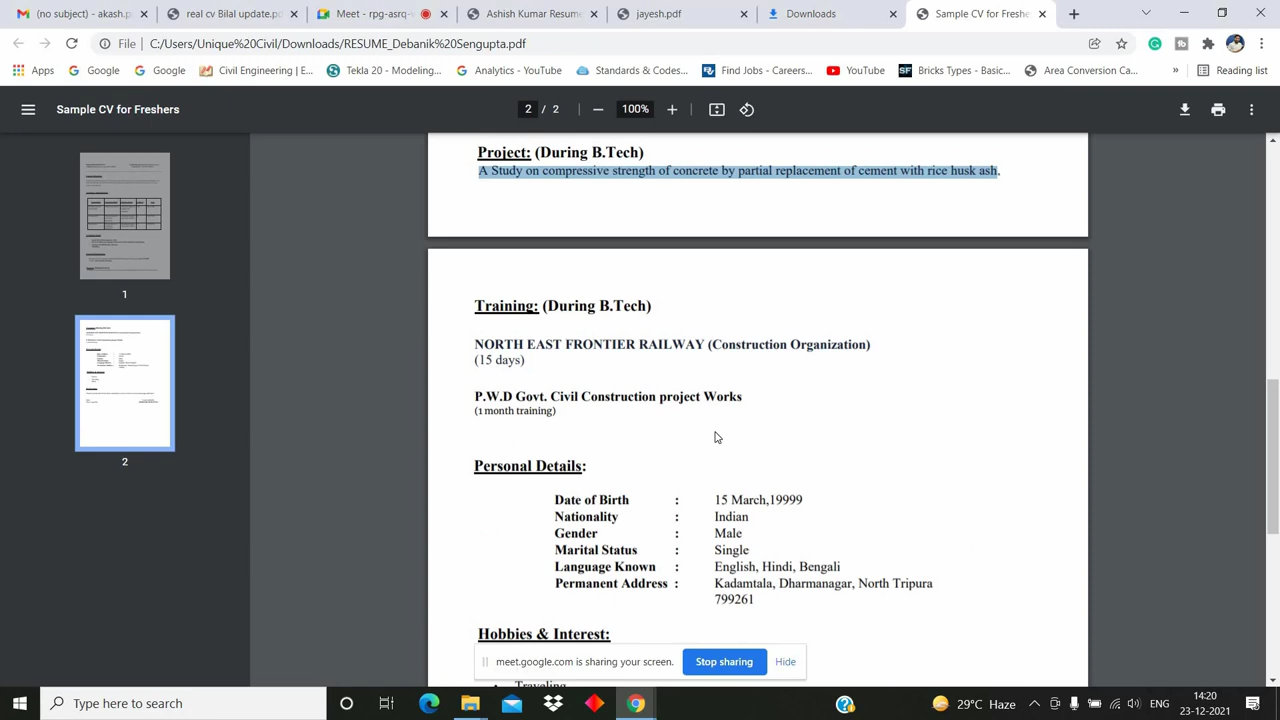 (no subject) - akash.p
real cv Bilal update.pd
Meet - rpg-asrq-v
Ashish Kumar Resume
jayesh.pdf
Downloads
Sample CV for Freshers
File
C:/Users/Unique%20Civil/Downloads/RESUME_Debanik%20Sengupta.pdf
Apps
Google
Google
Civil Engineering | E...
Tekla 20 - Modeling...
Analytics - YouTube
Standards & Codes...
Find Jobs - Careers...
YouTube
SF
Bricks Types - Basic...
Area Conversion Ca...
»
Reading list
Sample CV for Freshers
2 / 2
100%
Project: (During B.Tech)
A Study on compressive strength of concrete by partial replacement of cement with rice husk ash.
1
2
Training: (During B.Tech)
NORTH EAST FRONTIER RAILWAY (Construction Organization)
(15 days)
P.W.D Govt. Civil Construction project Works
(1 month training)
Personal Details:
Date of Birth : 15 March,19999
Nationality : Indian
Gender : Male
Marital Status : Single
Language Known : English, Hindi, Bengali
Permanent Address : Kadamtala, Dharmanagar, North Tripura
799261
Hobbies & Interest:
meet.google.com is sharing your screen.
Stop sharing
Hide
Traveling
Type here to search
29°C Haze
ENG
14:20
23-12-2021